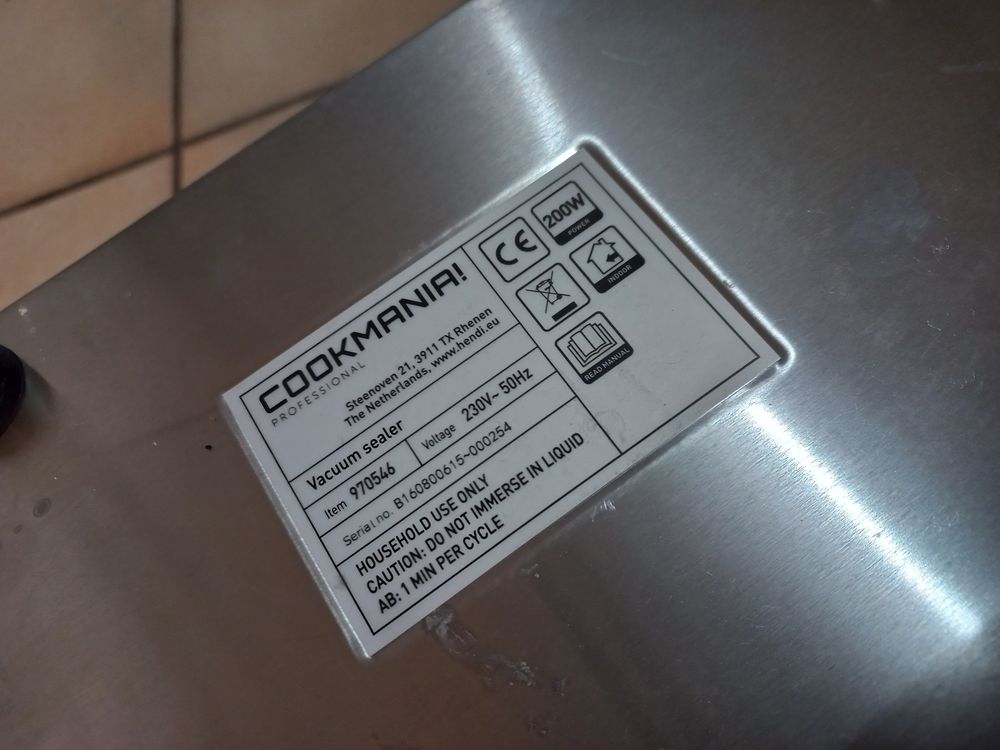 COOKMANIA!
PROFESSIONAL
Steenoven 21, 3911 TX Rhenen
The Netherlands, www.hendi.eu
Vacuum sealer
Item 970546 Voltage 230V~ 50Hz
Serial no. B160800615~000254
HOUSEHOLD USE ONLY
CAUTION: DO NOT IMMERSE IN LIQUID
AB: 1 MIN PER CYCLE
CE
200W
POWER
INDOOR
READ MANUAL